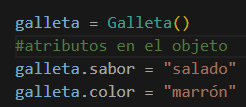 galleta = Galleta()
#atributos en el objeto
galleta.sabor = "salado"
galleta.color = "marrón"